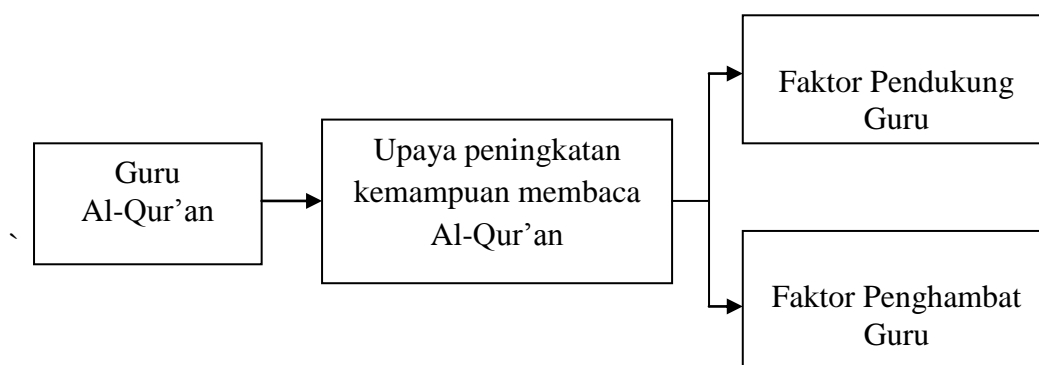 Guru
Al-Qur’an
Upaya peningkatan
kemampuan membaca
Al-Qur’an
Faktor Pendukung
Guru
Faktor Penghambat
Guru
`